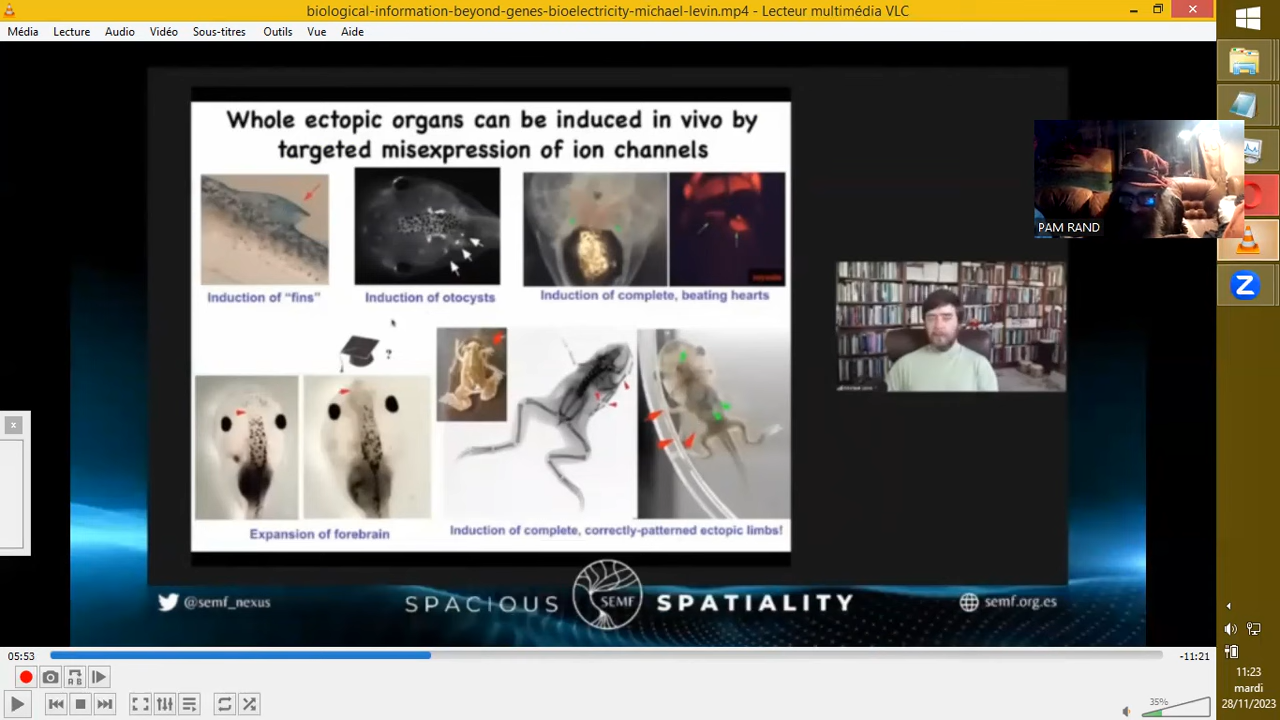 biological-information-beyond-genes-bioelectricity-michael-levin.mp4 - Lecteur multimédia VLC
Média Lecture Audio Vidéo Sous-titres Outils Vue Aide
Whole ectopic organs can be induced in vivo by
targeted misexpression of ion channels
Induction of “fins”
Induction of otocysts
Induction of complete, beating hearts
?
Expansion of forebrain
Induction of complete, correctly-patterned ectopic limbs!
PAM RAND
@semf_nexus
SPACIOUS SEMF SPATIALITY
semf.org.es
05:53
-11:21
A B
35%
11:23
mardi
28/11/2023